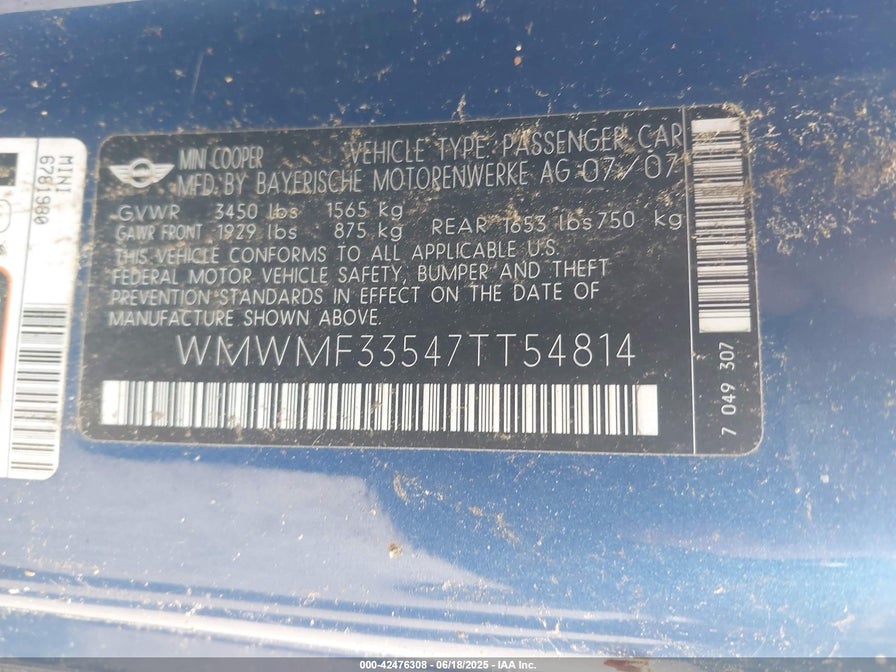 MINI COOPER VEHICLE TYPE: PASSENGER CAR
MFD. BY BAYERISCHE MOTORENWERKE AG 07/07
GVWR 3450 lbs 1565 kg
GAWR FRONT 1929 lbs 875 kg REAR 1653 lbs 750 kg
THIS VEHICLE CONFORMS TO ALL APPLICABLE U.S.
FEDERAL MOTOR VEHICLE SAFETY, BUMPER AND THEFT
PREVENTION STANDARDS IN EFFECT ON THE DATE OF
MANUFACTURE SHOWN ABOVE.
WMWMF33547TT54814
7 049 307
MINI
6781980
000-42476308 - 06/18/2025 - IAA Inc.